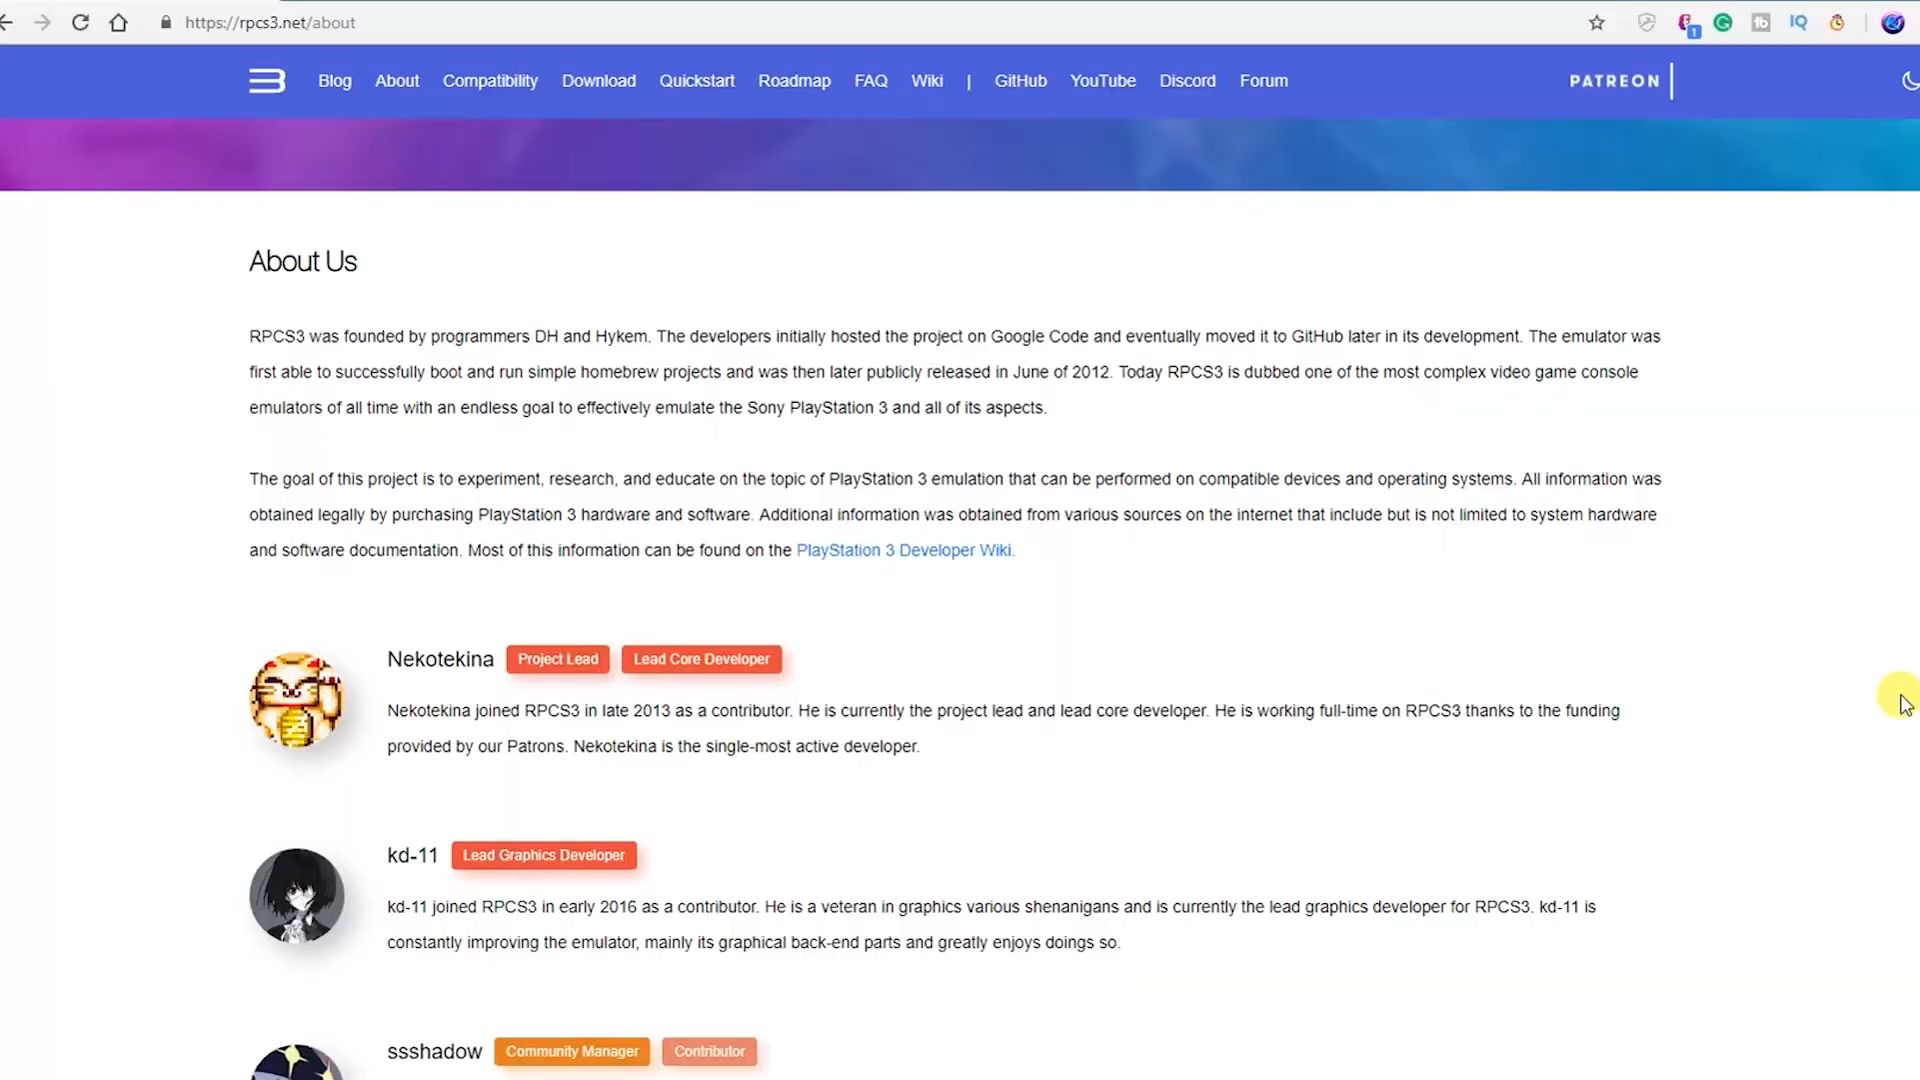 https://rpcs3.net/about
1
IQ
Blog About Compatibility Download Quickstart Roadmap FAQ Wiki | GitHub YouTube Discord Forum PATREON
About Us
RPCS3 was founded by programmers DH and Hykem. The developers initially hosted the project on Google Code and eventually moved it to GitHub later in its development. The emulator was
first able to successfully boot and run simple homebrew projects and was then later publicly released in June of 2012. Today RPCS3 is dubbed one of the most complex video game console
emulators of all time with an endless goal to effectively emulate the Sony PlayStation 3 and all of its aspects.
The goal of this project is to experiment, research, and educate on the topic of PlayStation 3 emulation that can be performed on compatible devices and operating systems. All information was
obtained legally by purchasing PlayStation 3 hardware and software. Additional information was obtained from various sources on the internet that include but is not limited to system hardware
and software documentation. Most of this information can be found on the PlayStation 3 Developer Wiki.
Nekotekina Project Lead Lead Core Developer
Nekotekina joined RPCS3 in late 2013 as a contributor. He is currently the project lead and lead core developer. He is working full-time on RPCS3 thanks to the funding
provided by our Patrons. Nekotekina is the single-most active developer.
kd-11 Lead Graphics Developer
kd-11 joined RPCS3 in early 2016 as a contributor. He is a veteran in graphics various shenanigans and is currently the lead graphics developer for RPCS3. kd-11 is
constantly improving the emulator, mainly its graphical back-end parts and greatly enjoys doings so.
ssshadow Community Manager Contributor